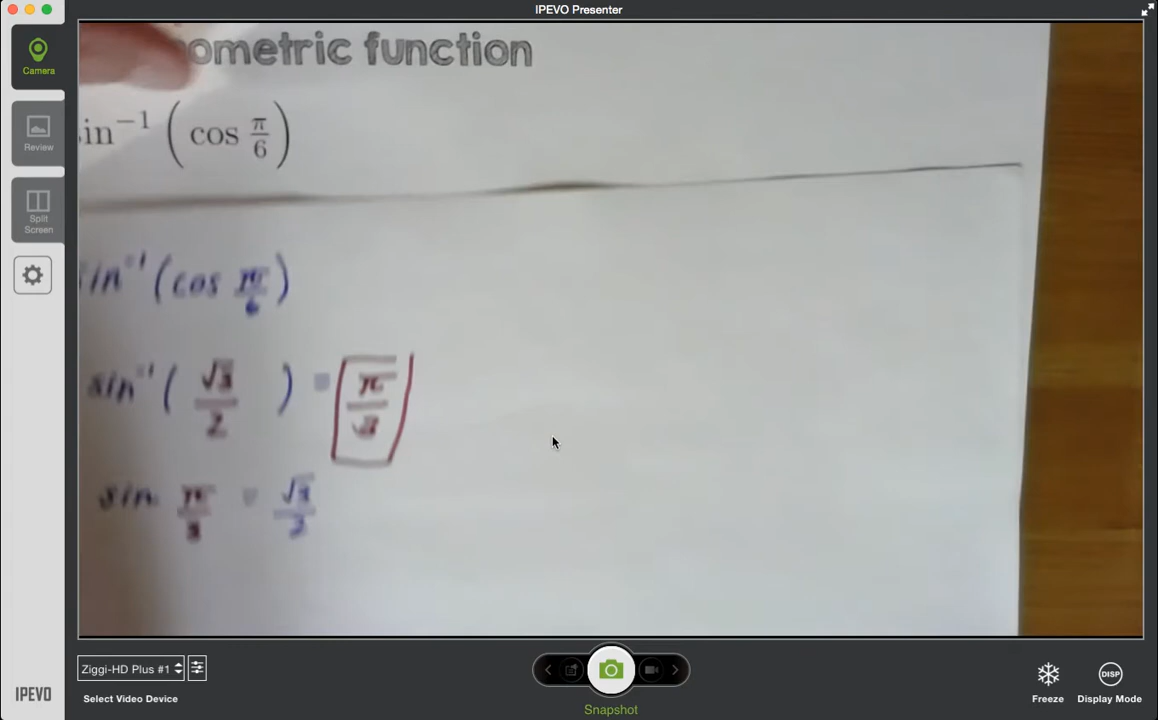 IPEVO Presenter
Camera
Review
Split
Screen
ometric function
in⁻¹ (cos π/6)
in⁻¹ (cos π/6)
sin⁻¹ ( √3/2 ) =
sin π/3 = √3/2
Ziggi-HD Plus #1
Select Video Device
Snapshot
DISP
Freeze
Display Mode
IPEVO